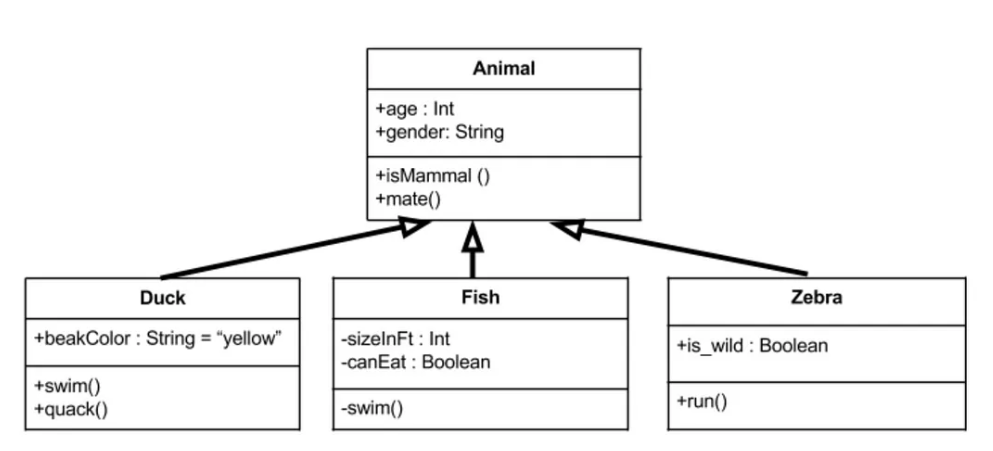 Animal
+age : Int
+gender: String
+isMammal ()
+mate()
Duck
+beakColor : String = “yellow”
+swim()
+quack()
Fish
-sizeInFt : Int
-canEat : Boolean
-swim()
Zebra
+is_wild : Boolean
+run()